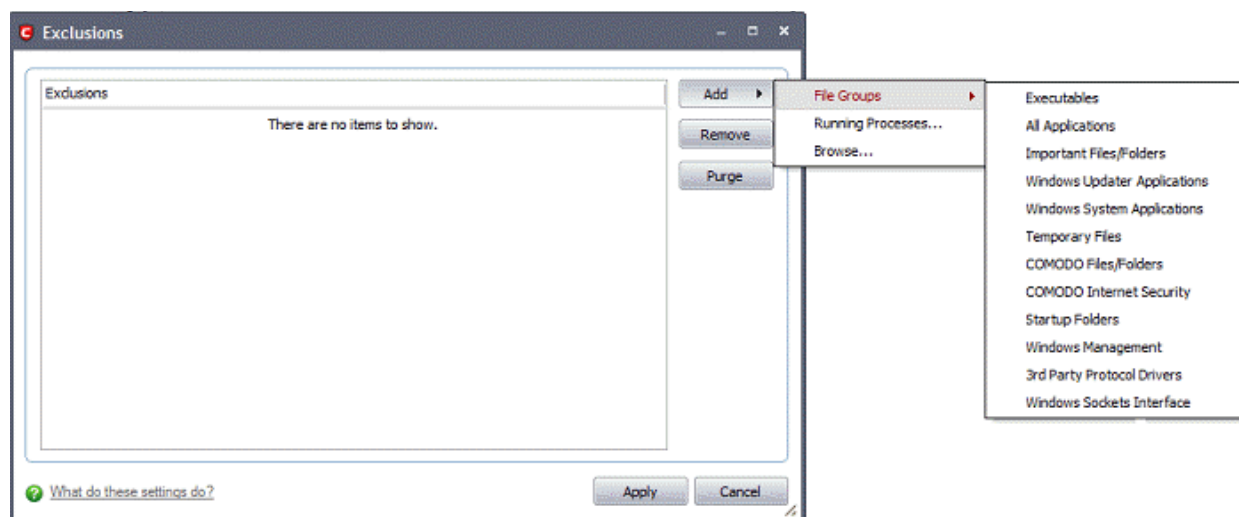 Exclusions
Exclusions
There are no items to show.
Add
Remove
Purge
File Groups
Running Processes...
Browse...
Executables
All Applications
Important Files/Folders
Windows Updater Applications
Windows System Applications
Temporary Files
COMODO Files/Folders
COMODO Internet Security
Startup Folders
Windows Management
3rd Party Protocol Drivers
Windows Sockets Interface
What do these settings do?
Apply
Cancel